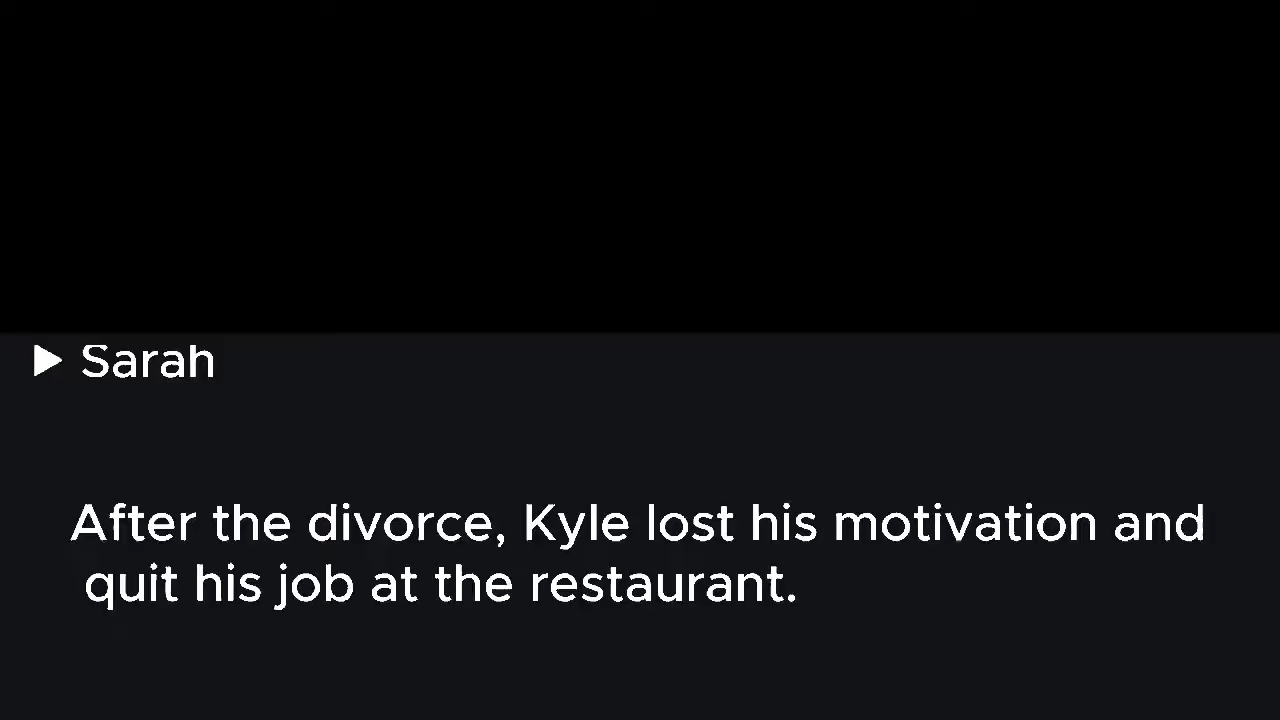 ▶ Sarah
After the divorce, Kyle lost his motivation and
quit his job at the restaurant.